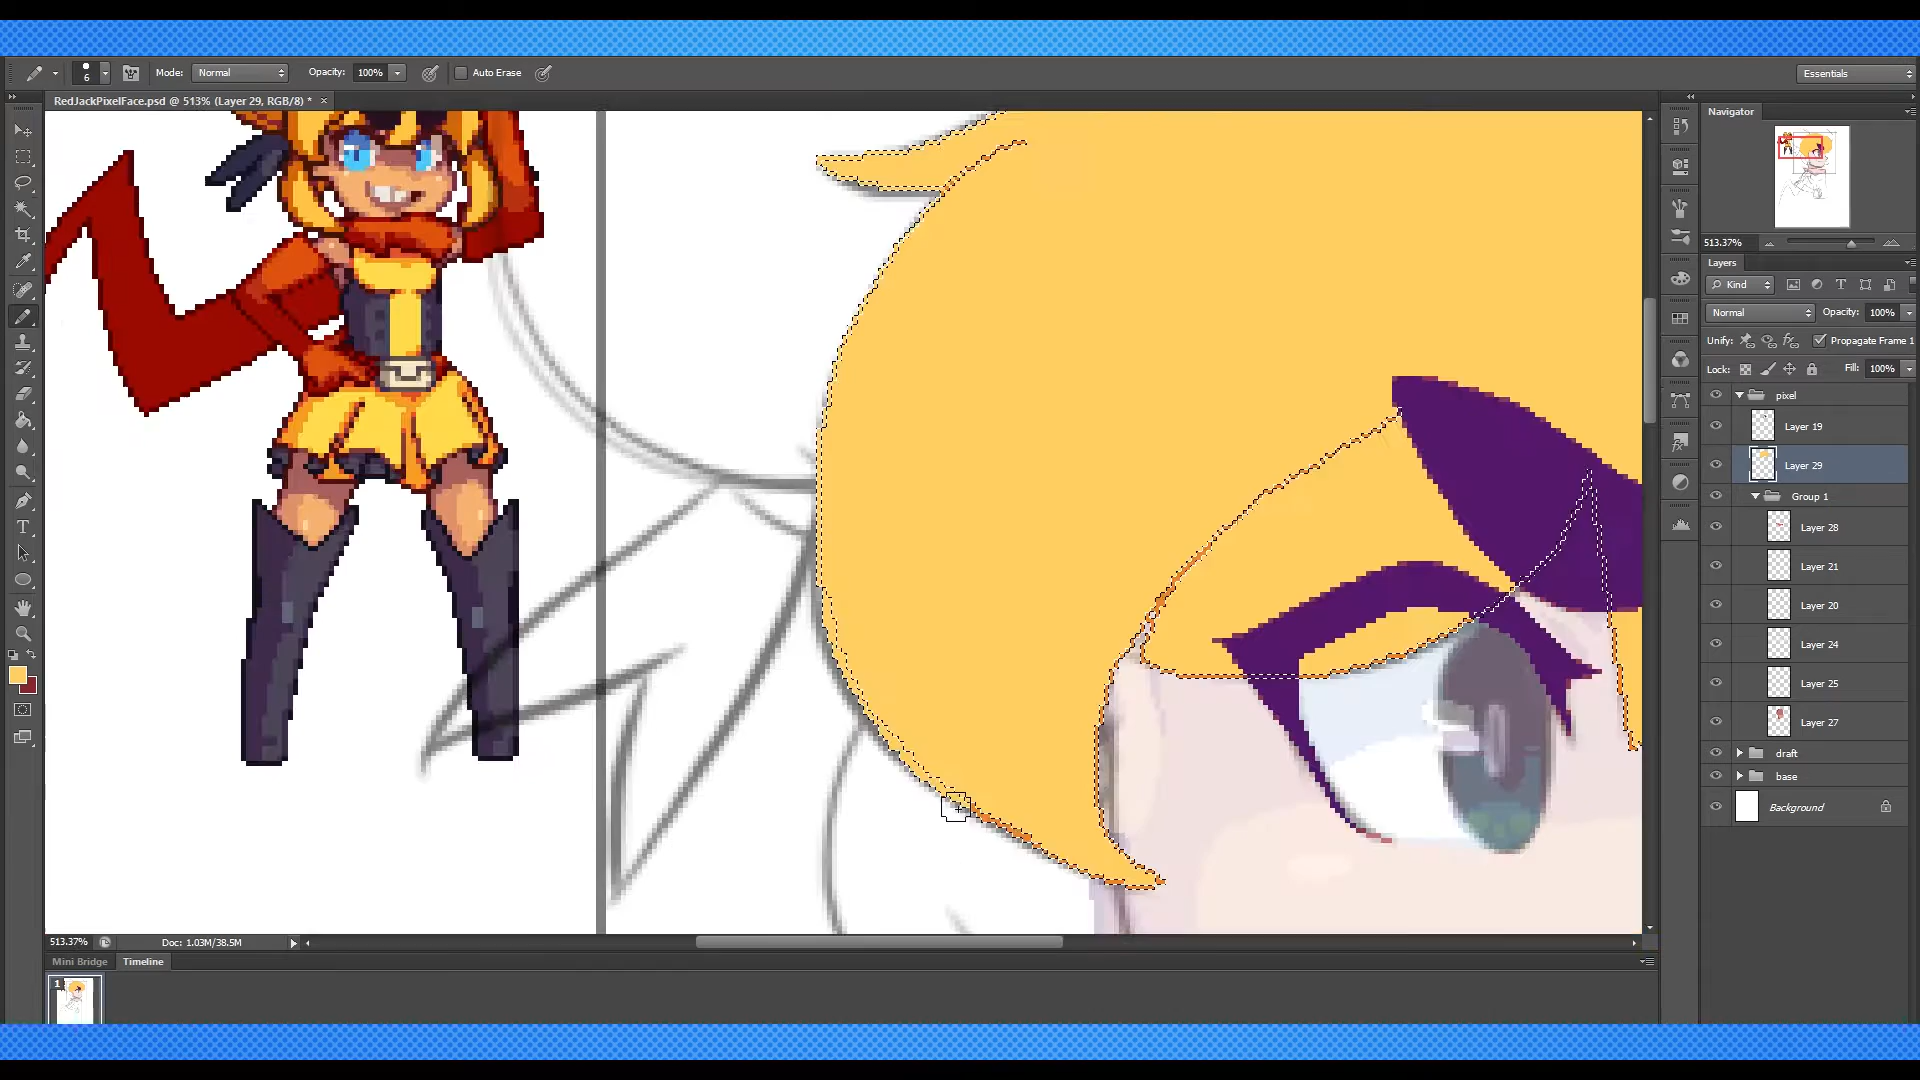 6
Mode: Normal
Opacity: 100%
Auto Erase
Essentials
RedJackPixelFace.psd @ 513% (Layer 29, RGB/8) * ×
Navigator
513.37%
Layers
Kind
Normal
Opacity: 100%
Unify:
Propagate Frame 1
Lock:
Fill: 100%
pixel
Layer 19
Layer 29
Group 1
Layer 28
Layer 21
Layer 20
Layer 24
Layer 25
Layer 27
draft
base
Background
513.37%
Doc: 1.03M/38.5M
Mini Bridge
Timeline
1